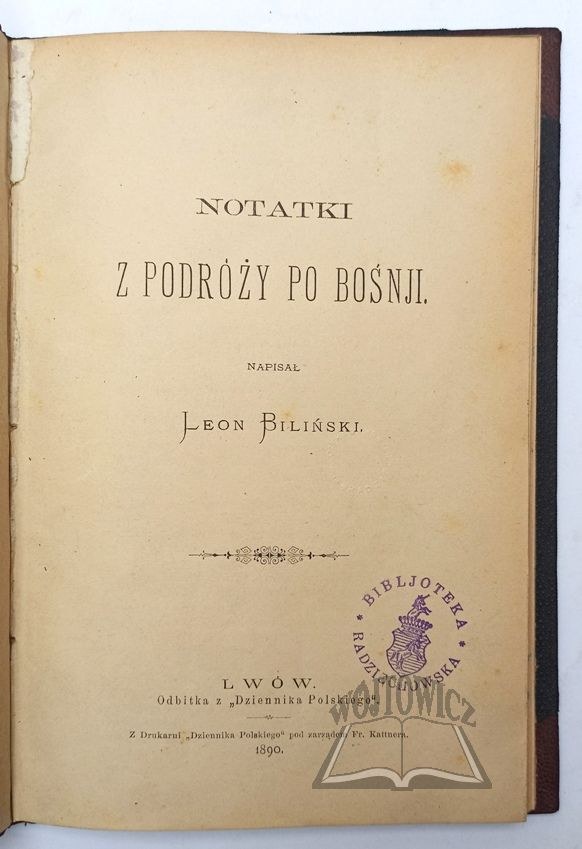 NOTATKI
Z PODRÓŻY PO BOŚNJI.
NAPISAŁ
LEON BILIŃSKI.
BIBLJOTEKA
RADZIEJOWSKA
LWÓW.
Odbitka z „Dziennika Polskiego“.
Z Drukarni „Dziennika Polskiego“ pod zarządem Fr. Kattnera.
1890.
WÓJTOWICZ